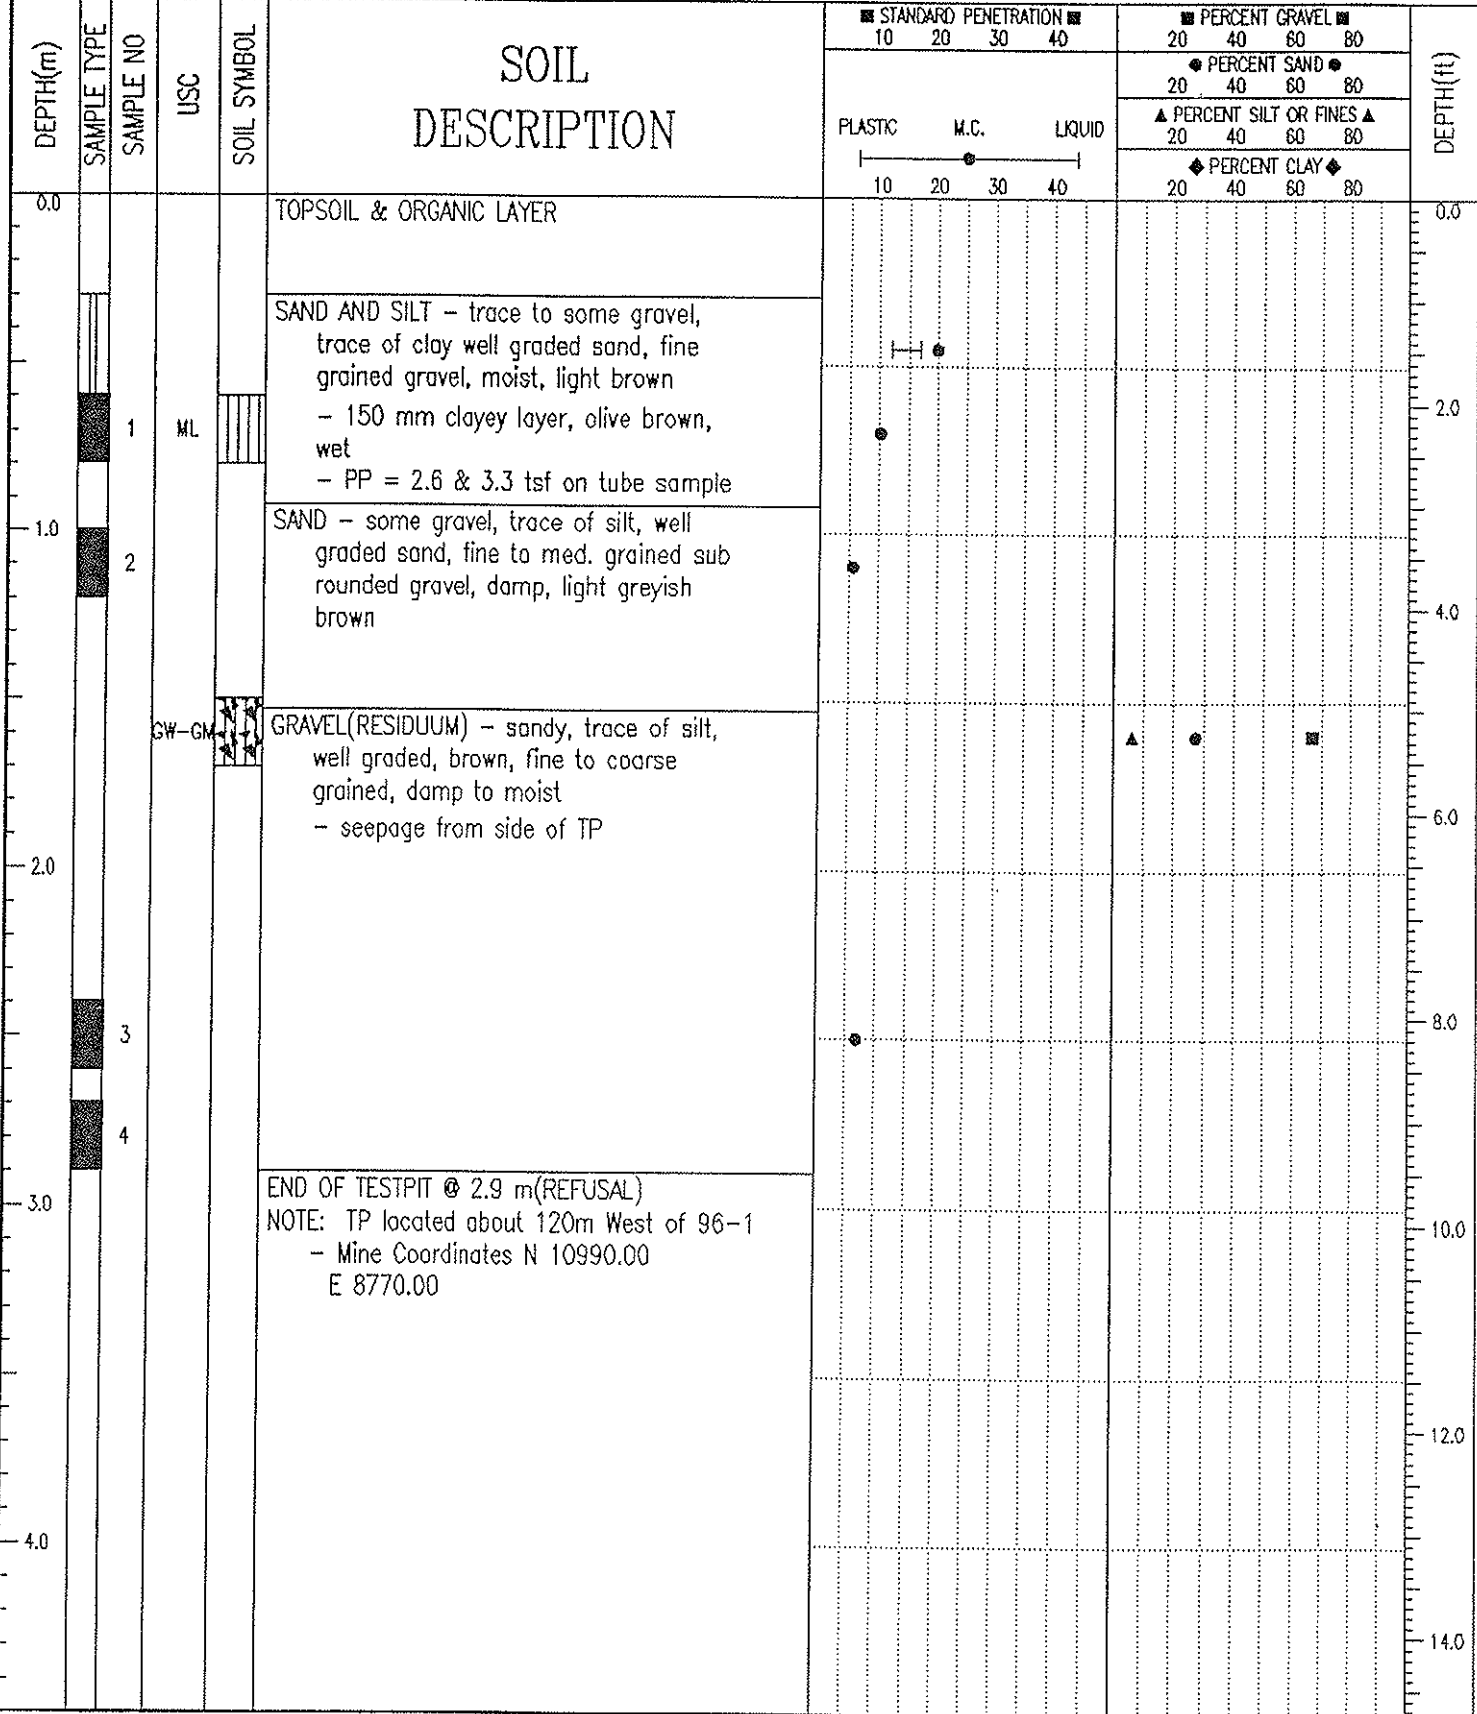 DEPTH(m)
SAMPLE TYPE
SAMPLE NO
USC
SOIL SYMBOL
SOIL
DESCRIPTION
■ STANDARD PENETRATION ■
10 20 30 40
PLASTIC M.C. LIQUID
10 20 30 40
■ PERCENT GRAVEL ■
20 40 60 80
● PERCENT SAND ●
20 40 60 80
▲ PERCENT SILT OR FINES ▲
20 40 60 80
◆ PERCENT CLAY ◆
20 40 60 80
DEPTH(ft)
0.0
TOPSOIL & ORGANIC LAYER
0.0
SAND AND SILT – trace to some gravel,
trace of clay well graded sand, fine
grained gravel, moist, light brown
1 ML
– 150 mm clayey layer, olive brown,
wet
2.0
– PP = 2.6 & 3.3 tsf on tube sample
1.0
SAND – some gravel, trace of silt, well
2
graded sand, fine to med. grained sub
rounded gravel, damp, light greyish
brown
4.0
GW–GM
GRAVEL(RESIDUUM) – sandy, trace of silt,
well graded, brown, fine to coarse
grained, damp to moist
– seepage from side of TP
6.0
2.0
3
8.0
4
3.0
END OF TESTPIT @ 2.9 m(REFUSAL)
NOTE: TP located about 120m West of 96–1
– Mine Coordinates N 10990.00
E 8770.00
10.0
12.0
4.0
14.0